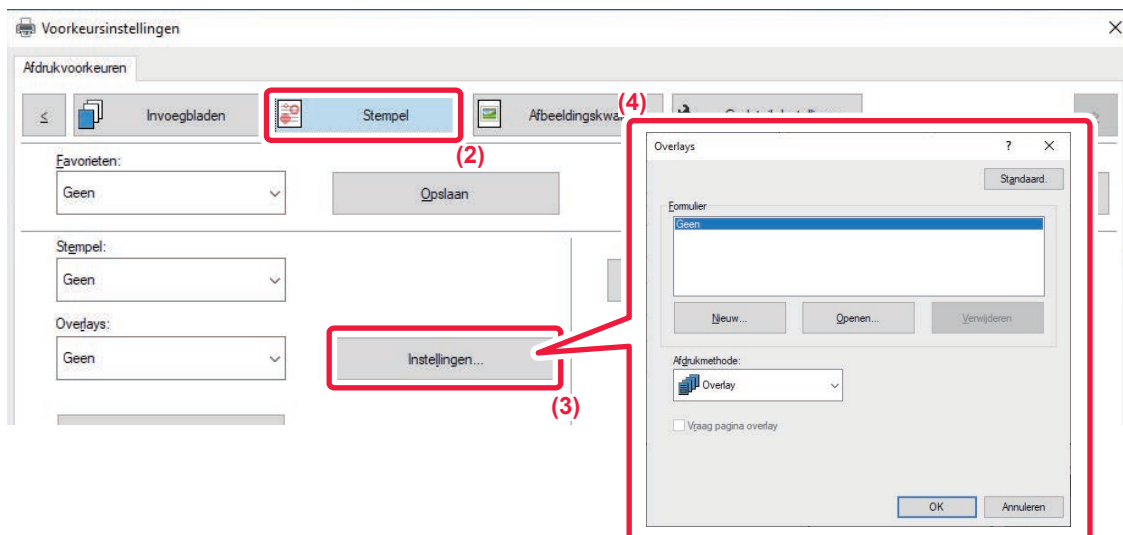 Voorkeursinstellingen
Afdrukvoorkeuren
Invoegbladen
Stempel
(2)
(4)
Favorieten:
Geen
Opslaan
Stempel:
Geen
Overlays:
Geen
Instellingen...
(3)
Overlays
?
Standaard.
Formulier
Geen
Nieuw...
Openen...
Verwijderen
Afdrukmethode:
Overlay
Vraag pagina overlay
OK
Annuleren